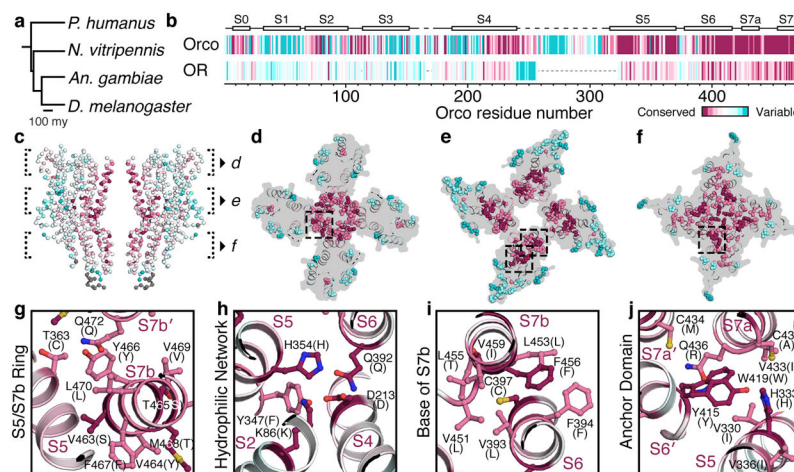 a
P. humanus
N. vitripennis
An. gambiae
D. melanogaster
100 my
b
S0 S1 S2 S3 S4 S5 S6 S7a S7
Orco
OR
100 200 300 400
Orco residue number
Conserved Variable
c d e f
d
e
f
g h i j
S5/S7b Ring
Q472
(Q)
S7b′
T363
(C)
Y466
(Y)
V469
(V)
S7b
L470
(L)
T465(S)
S5
V463(S)
M468(T)
F467(F)
V464(Y)
Hydrophilic Network
S5
S6
H354(H)
Q392
(Q)
D213
(D)
Y347(F)
K86(K)
S2
S4
Base of S7b
S7b
V459
(I)
L453(L)
L455
(T)
F456
(F)
C397
(C)
V451
(L)
V393
(L)
F394
(F)
S6
Anchor Domain
C434
(M)
S7a
S7a′
Q436
(R)
(A)
V433(I)
W419(W)
Y415
(Y)
V330
(I)
S6′
S5
V336(I)